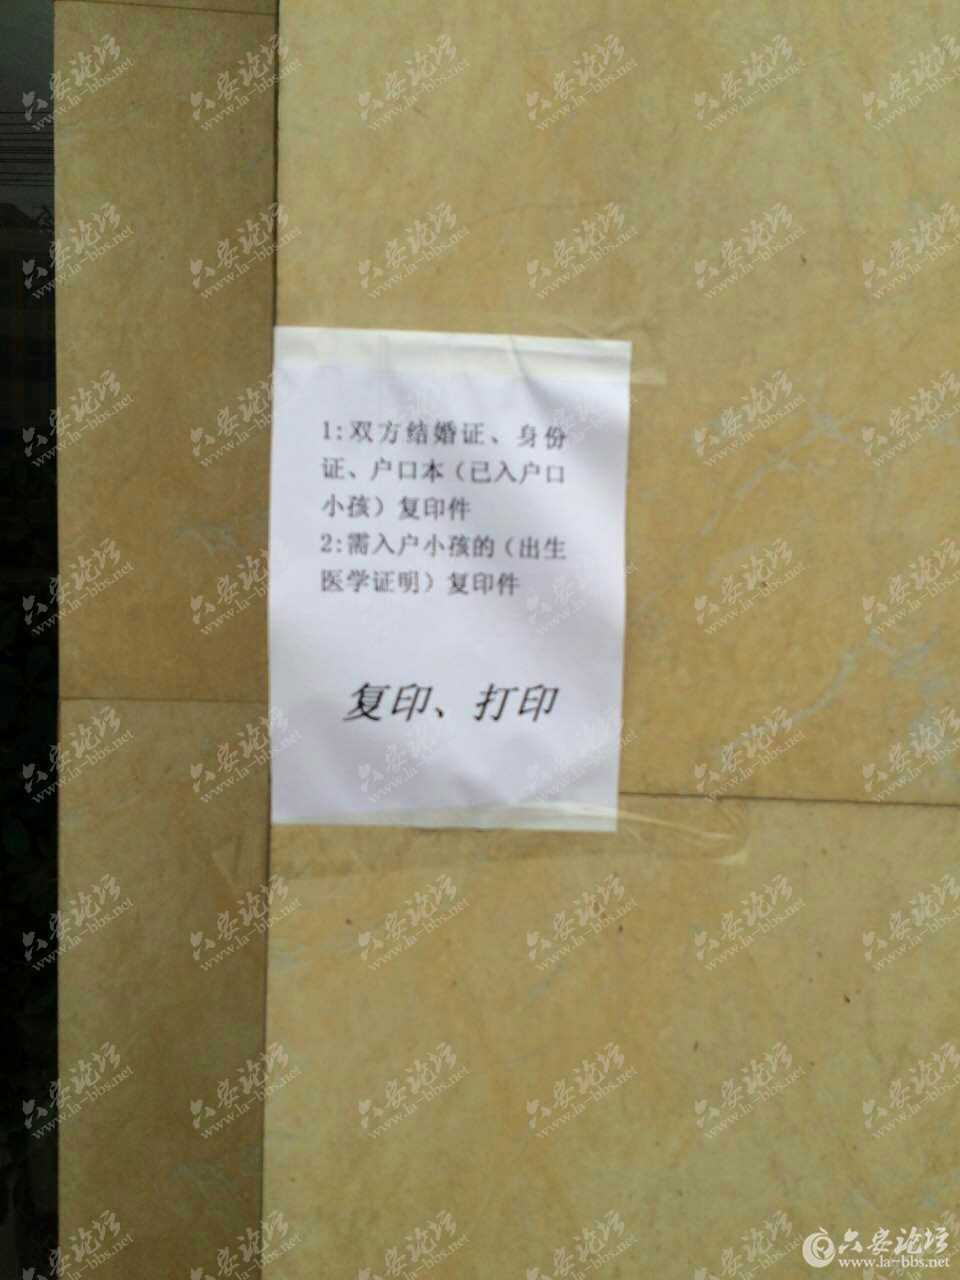 1:双方结婚证、身份
证、户口本（已入户口
小孩）复印件
2:需入户小孩的（出生
医学证明）复印件
复印、打印
六安论坛
www.la-bbs.net